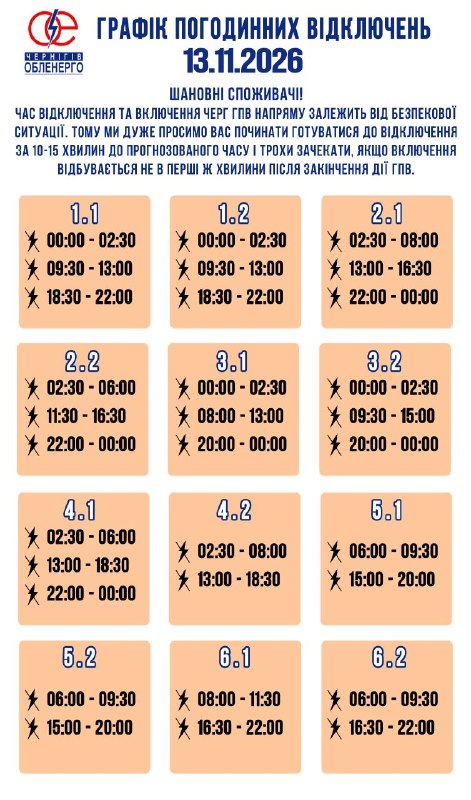 ЧЕРНІГІВ
ОБЛЕНЕРГО
ГРАФІК ПОГОДИННИХ ВІДКЛЮЧЕНЬ
13.11.2026
ШАНОВНІ СПОЖИВАЧІ!
ЧАС ВІДКЛЮЧЕННЯ ТА ВКЛЮЧЕННЯ ЧЕРГ ГПВ НАПРЯМУ ЗАЛЕЖИТЬ ВІД БЕЗПЕКОВОЇ
СИТУАЦІЇ. ТОМУ МИ ДУЖЕ ПРОСИМО ВАС ПОЧИНАТИ ГОТУВАТИСЯ ДО ВІДКЛЮЧЕННЯ
ЗА 10-15 ХВИЛИН ДО ПРОГНОЗОВАНОГО ЧАСУ І ТРОХИ ЗАЧЕКАТИ, ЯКЩО ВКЛЮЧЕННЯ
ВІДБУВАЄТЬСЯ НЕ В ПЕРШІ Ж ХВИЛИНИ ПІСЛЯ ЗАКІНЧЕННЯ ДІЇ ГПВ.
1.1
00:00 - 02:30
09:30 - 13:00
18:30 - 22:00
1.2
00:00 - 02:30
09:30 - 13:00
18:30 - 22:00
2.1
02:30 - 08:00
13:00 - 16:30
22:00 - 00:00
2.2
02:30 - 06:00
11:30 - 16:30
22:00 - 00:00
3.1
00:00 - 02:30
08:00 - 13:00
20:00 - 00:00
3.2
00:00 - 02:30
09:30 - 15:00
20:00 - 00:00
4.1
02:30 - 06:00
13:00 - 18:30
22:00 - 00:00
4.2
02:30 - 08:00
13:00 - 18:30
5.1
06:00 - 09:30
15:00 - 20:00
5.2
06:00 - 09:30
15:00 - 20:00
6.1
08:00 - 11:30
16:30 - 22:00
6.2
06:00 - 09:30
16:30 - 22:00